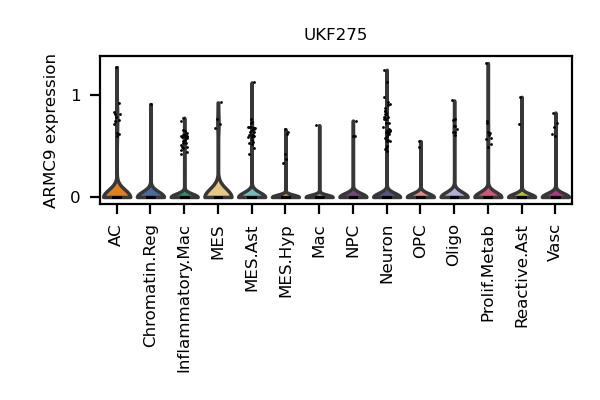 UKF275
ARMC9 expression
1
0
AC
Chromatin.Reg
Inflammatory.Mac
MES
MES.Ast
MES.Hyp
Mac
NPC
Neuron
OPC
Oligo
Prolif.Metab
Reactive.Ast
Vasc